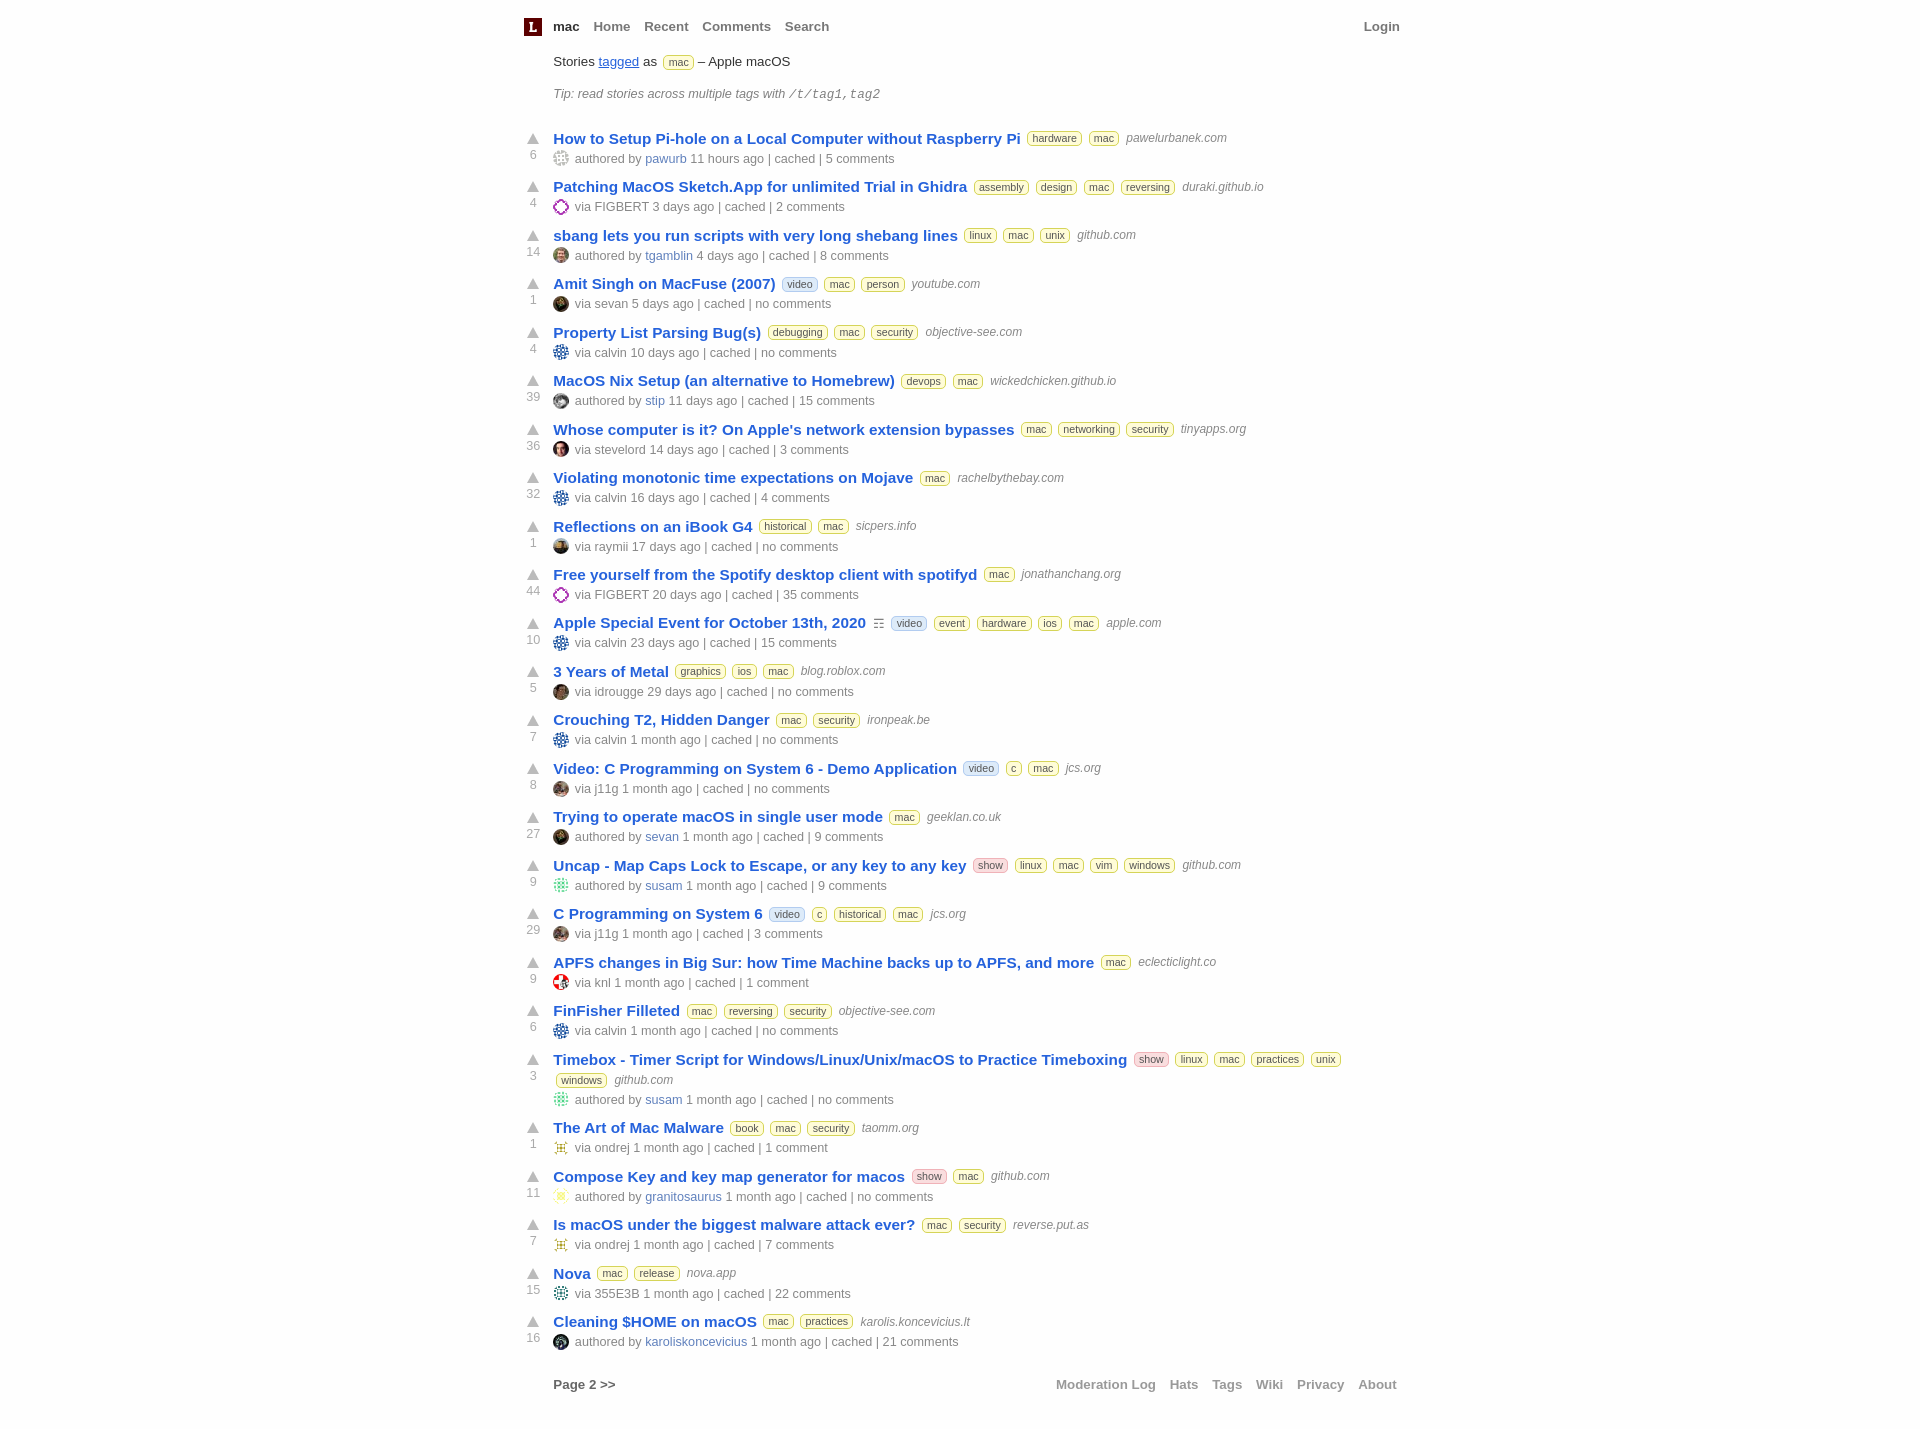 L mac Home Recent Comments Search Login
Stories tagged as mac – Apple macOS
Tip: read stories across multiple tags with /t/tag1,tag2
How to Setup Pi-hole on a Local Computer without Raspberry Pi hardware mac pawelurbanek.com
6 authored by pawurb 11 hours ago | cached | 5 comments
Patching MacOS Sketch.App for unlimited Trial in Ghidra assembly design mac reversing duraki.github.io
4 via FIGBERT 3 days ago | cached | 2 comments
sbang lets you run scripts with very long shebang lines linux mac unix github.com
14 authored by tgamblin 4 days ago | cached | 8 comments
Amit Singh on MacFuse (2007) video mac person youtube.com
1 via sevan 5 days ago | cached | no comments
Property List Parsing Bug(s) debugging mac security objective-see.com
4 via calvin 10 days ago | cached | no comments
MacOS Nix Setup (an alternative to Homebrew) devops mac wickedchicken.github.io
39 authored by stip 11 days ago | cached | 15 comments
Whose computer is it? On Apple's network extension bypasses mac networking security tinyapps.org
36 via stevelord 14 days ago | cached | 3 comments
Violating monotonic time expectations on Mojave mac rachelbythebay.com
32 via calvin 16 days ago | cached | 4 comments
Reflections on an iBook G4 historical mac sicpers.info
1 via raymii 17 days ago | cached | no comments
Free yourself from the Spotify desktop client with spotifyd mac jonathanchang.org
44 via FIGBERT 20 days ago | cached | 35 comments
Apple Special Event for October 13th, 2020 ☶ video event hardware ios mac apple.com
10 via calvin 23 days ago | cached | 15 comments
3 Years of Metal graphics ios mac blog.roblox.com
5 via idrougge 29 days ago | cached | no comments
Crouching T2, Hidden Danger mac security ironpeak.be
7 via calvin 1 month ago | cached | no comments
Video: C Programming on System 6 - Demo Application video c mac jcs.org
8 via j11g 1 month ago | cached | no comments
Trying to operate macOS in single user mode mac geeklan.co.uk
27 authored by sevan 1 month ago | cached | 9 comments
Uncap - Map Caps Lock to Escape, or any key to any key show linux mac vim windows github.com
9 authored by susam 1 month ago | cached | 9 comments
C Programming on System 6 video c historical mac jcs.org
29 via j11g 1 month ago | cached | 3 comments
APFS changes in Big Sur: how Time Machine backs up to APFS, and more mac eclecticlight.co
9 via knl 1 month ago | cached | 1 comment
FinFisher Filleted mac reversing security objective-see.com
6 via calvin 1 month ago | cached | no comments
Timebox - Timer Script for Windows/Linux/Unix/macOS to Practice Timeboxing show linux mac practices unix
3 windows github.com
authored by susam 1 month ago | cached | no comments
The Art of Mac Malware book mac security taomm.org
1 via ondrej 1 month ago | cached | 1 comment
Compose Key and key map generator for macos show mac github.com
11 authored by granitosaurus 1 month ago | cached | no comments
Is macOS under the biggest malware attack ever? mac security reverse.put.as
7 via ondrej 1 month ago | cached | 7 comments
Nova mac release nova.app
15 via 355E3B 1 month ago | cached | 22 comments
Cleaning $HOME on macOS mac practices karolis.koncevicius.lt
16 authored by karoliskoncevicius 1 month ago | cached | 21 comments
Page 2 >> Moderation Log Hats Tags Wiki Privacy About